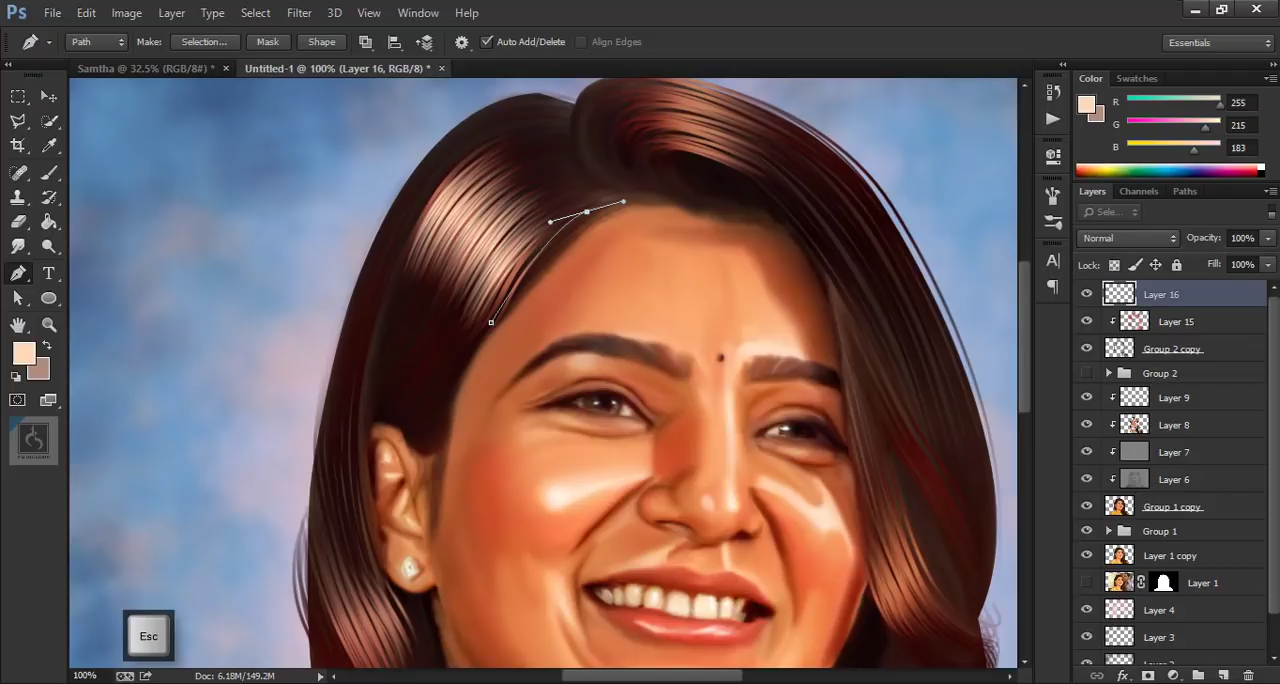 Ps File Edit Image Layer Type Select Filter 3D View Window Help
Path Make: Selection... Mask Shape Auto Add/Delete Align Edges Essentials
Samtha @ 32.5% (RGB/8#) * × Untitled-1 @ 100% (Layer 16, RGB/8) * ×
Color Swatches
R 255
G 215
B 183
Layers Channels Paths
Sele...
Normal Opacity: 100%
Lock: Fill: 100%
Layer 16
Layer 15
Group 2 copy
Group 2
Layer 9
Layer 8
Layer 7
Layer 6
Group 1 copy
Group 1
Layer 1 copy
Layer 1
Layer 4
Layer 3
Esc
100% Doc: 6.18M/149.2M